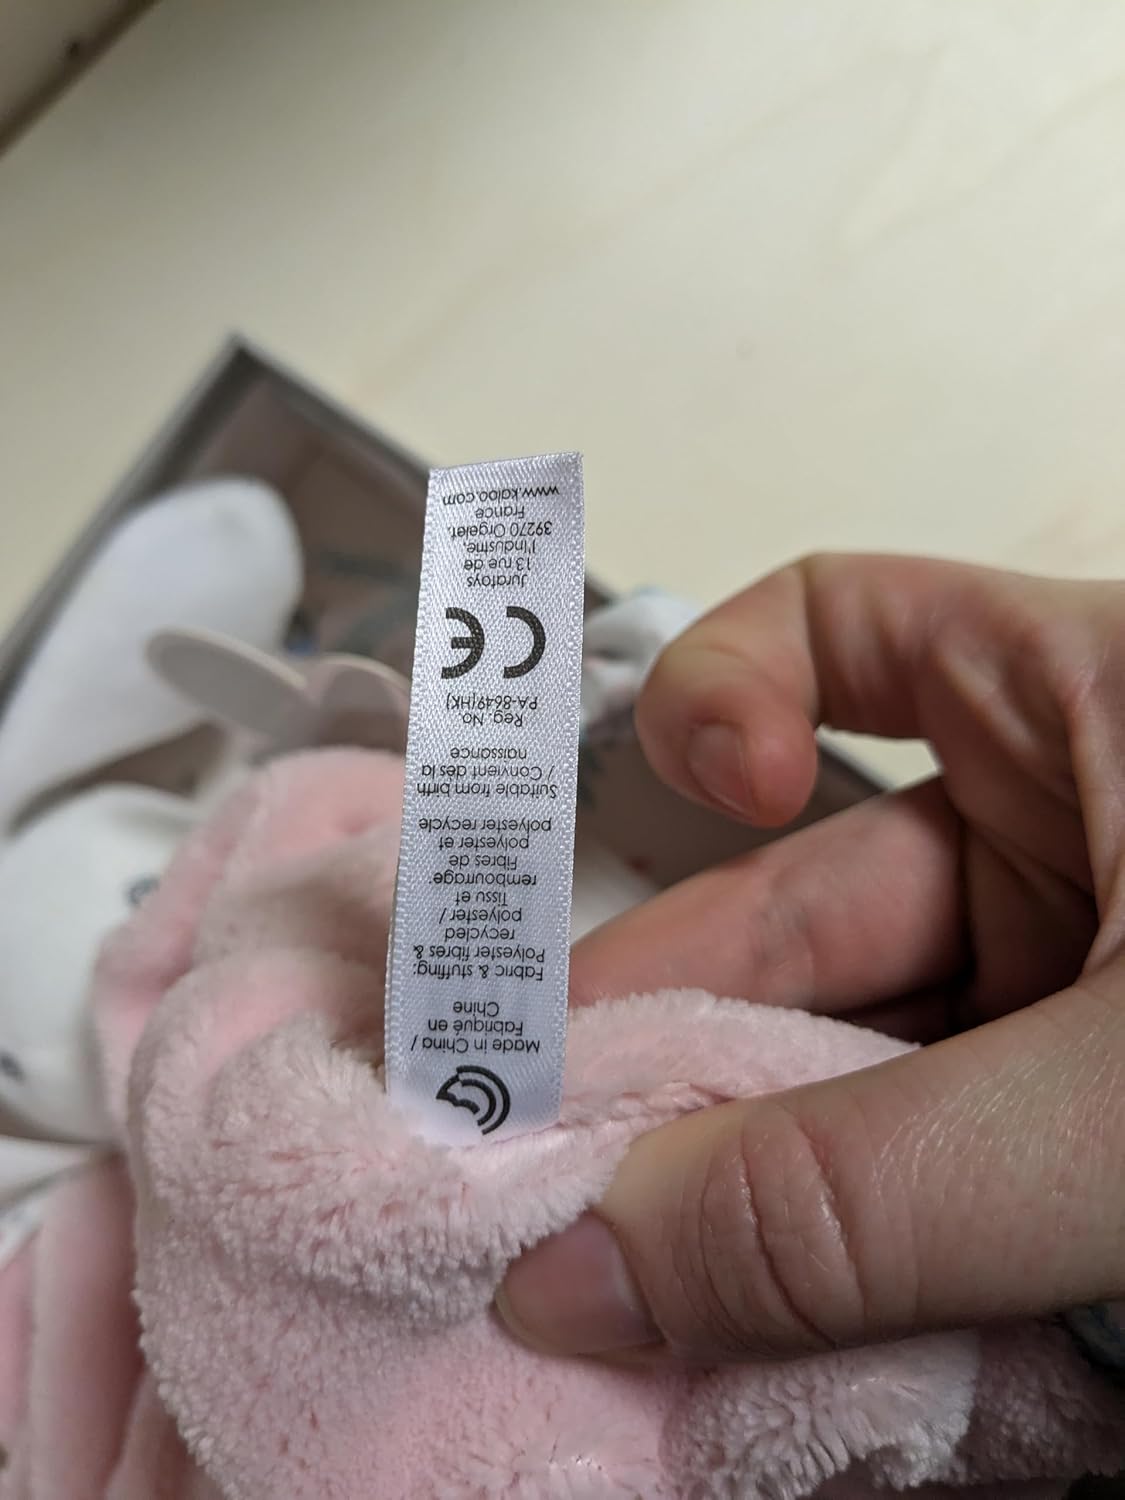 Made in China /
Fabriqué en
Chine
Fabric & stuffing:
Polyester fibres &
recycled
polyester /
Tissu et
rembourrage:
Fibres de
polyester et
polyester recycle
Suitable from birth
/ Convient dès la
naissance
Reg. No.
PA-8649(HK)
CE
Juratoys
13 rue de
l'industrie,
39270 Orgelet,
France
www.kaloo.com